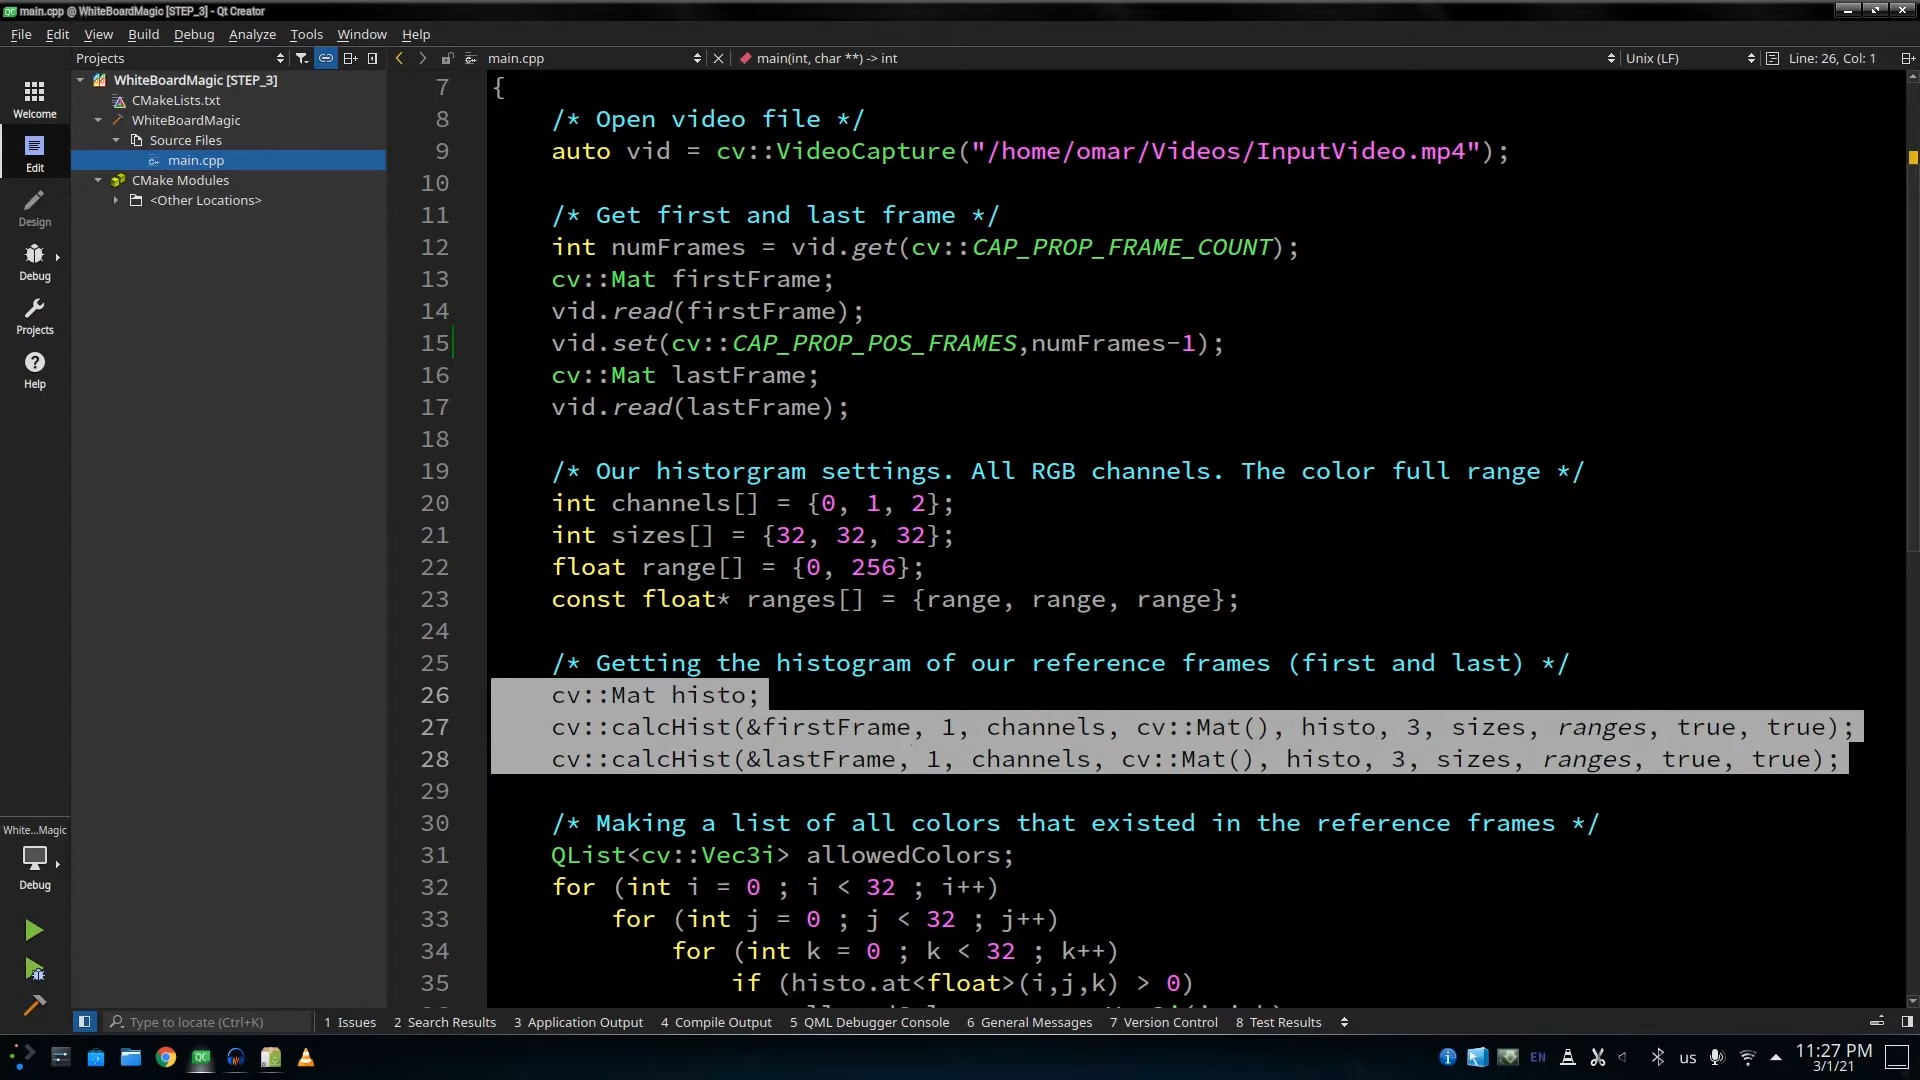 main.cpp @ WhiteBoardMagic [STEP_3] - Qt Creator
File Edit View Build Debug Analyze Tools Window Help
Projects
main.cpp
main(int, char **) -> int
Unix (LF)
Line: 26, Col: 1
Welcome
Edit
Design
Debug
Projects
Help
WhiteBoardMagic [STEP_3]
CMakeLists.txt
WhiteBoardMagic
Source Files
main.cpp
CMake Modules
<Other Locations>
7 {
8 /* Open video file */
9 auto vid = cv::VideoCapture("/home/omar/Videos/InputVideo.mp4");
10
11 /* Get first and last frame */
12 int numFrames = vid.get(cv::CAP_PROP_FRAME_COUNT);
13 cv::Mat firstFrame;
14 vid.read(firstFrame);
15 vid.set(cv::CAP_PROP_POS_FRAMES,numFrames-1);
16 cv::Mat lastFrame;
17 vid.read(lastFrame);
18
19 /* Our historgram settings. All RGB channels. The color full range */
20 int channels[] = {0, 1, 2};
21 int sizes[] = {32, 32, 32};
22 float range[] = {0, 256};
23 const float* ranges[] = {range, range, range};
24
25 /* Getting the histogram of our reference frames (first and last) */
26 cv::Mat histo;
27 cv::calcHist(&firstFrame, 1, channels, cv::Mat(), histo, 3, sizes, ranges, true, true);
28 cv::calcHist(&lastFrame, 1, channels, cv::Mat(), histo, 3, sizes, ranges, true, true);
29
30 /* Making a list of all colors that existed in the reference frames */
31 QList<cv::Vec3i> allowedColors;
32 for (int i = 0 ; i < 32 ; i++)
33 for (int j = 0 ; j < 32 ; j++)
34 for (int k = 0 ; k < 32 ; k++)
35 if (histo.at<float>(i,j,k) > 0)
White...Magic
Debug
Type to locate (Ctrl+K)
1 Issues 2 Search Results 3 Application Output 4 Compile Output 5 QML Debugger Console 6 General Messages 7 Version Control 8 Test Results
EN
us
11:27 PM
3/1/21